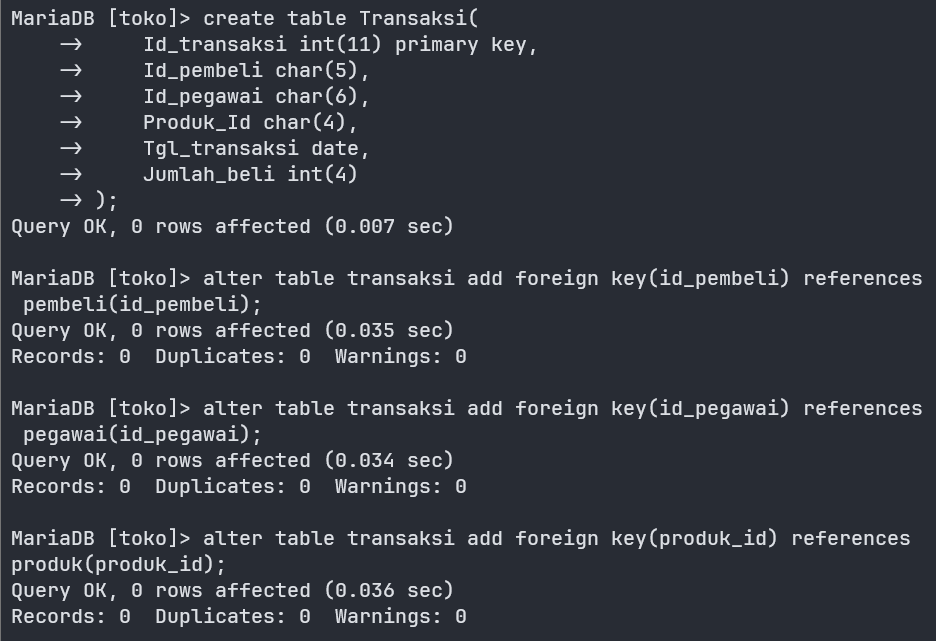 MariaDB [toko]> create table Transaksi(
    →     Id_transaksi int(11) primary key,
    →     Id_pembeli char(5),
    →     Id_pegawai char(6),
    →     Produk_Id char(4),
    →     Tgl_transaksi date,
    →     Jumlah_beli int(4)
    → );
Query OK, 0 rows affected (0.007 sec)

MariaDB [toko]> alter table transaksi add foreign key(id_pembeli) references
 pembeli(id_pembeli);
Query OK, 0 rows affected (0.035 sec)
Records: 0  Duplicates: 0  Warnings: 0

MariaDB [toko]> alter table transaksi add foreign key(id_pegawai) references
 pegawai(id_pegawai);
Query OK, 0 rows affected (0.034 sec)
Records: 0  Duplicates: 0  Warnings: 0

MariaDB [toko]> alter table transaksi add foreign key(produk_id) references
produk(produk_id);
Query OK, 0 rows affected (0.036 sec)
Records: 0  Duplicates: 0  Warnings: 0